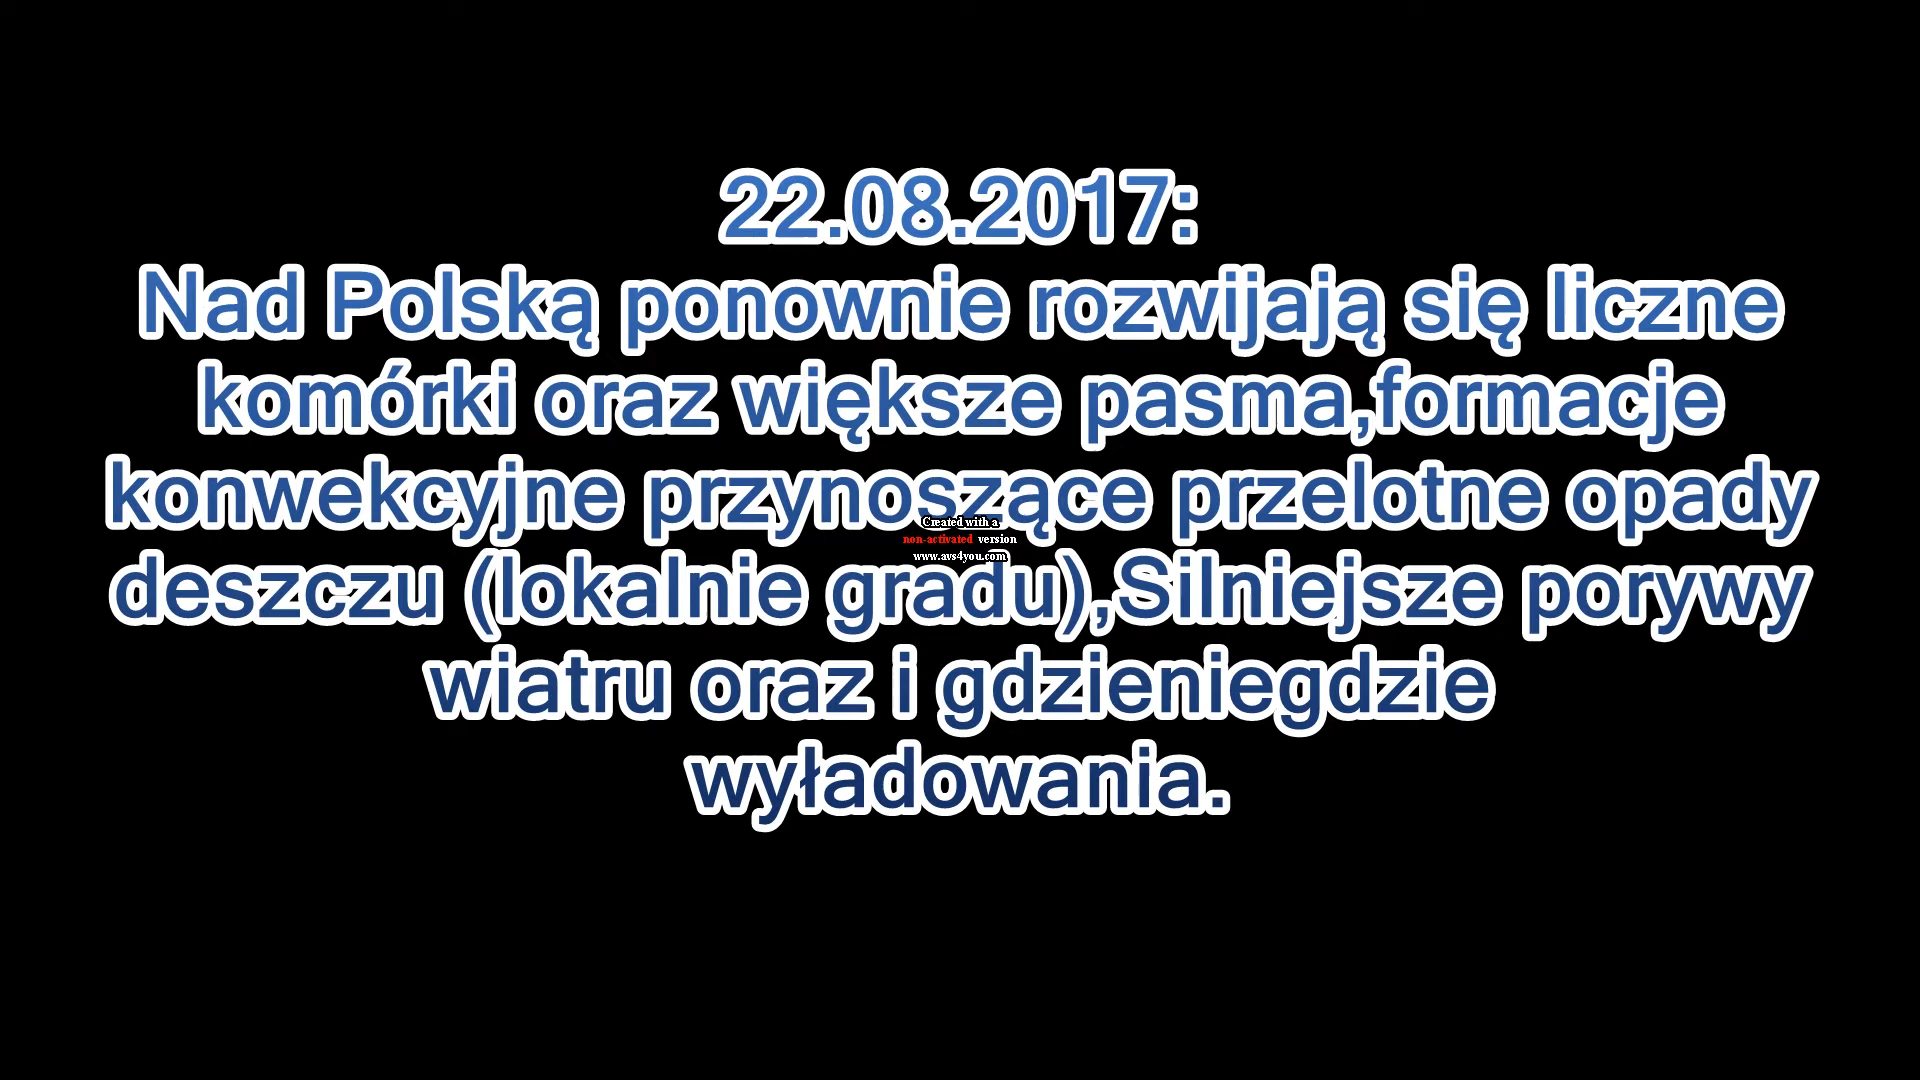 22.08.2017:
Nad Polską ponownie rozwijają się liczne
komórki oraz większe pasma,formacje
konwekcyjne przynoszące przelotne opady
Created with a
non-activated version
www.avs4you.com
deszczu (lokalnie gradu),Silniejsze porywy
wiatru oraz i gdzieniegdzie
wyładowania.